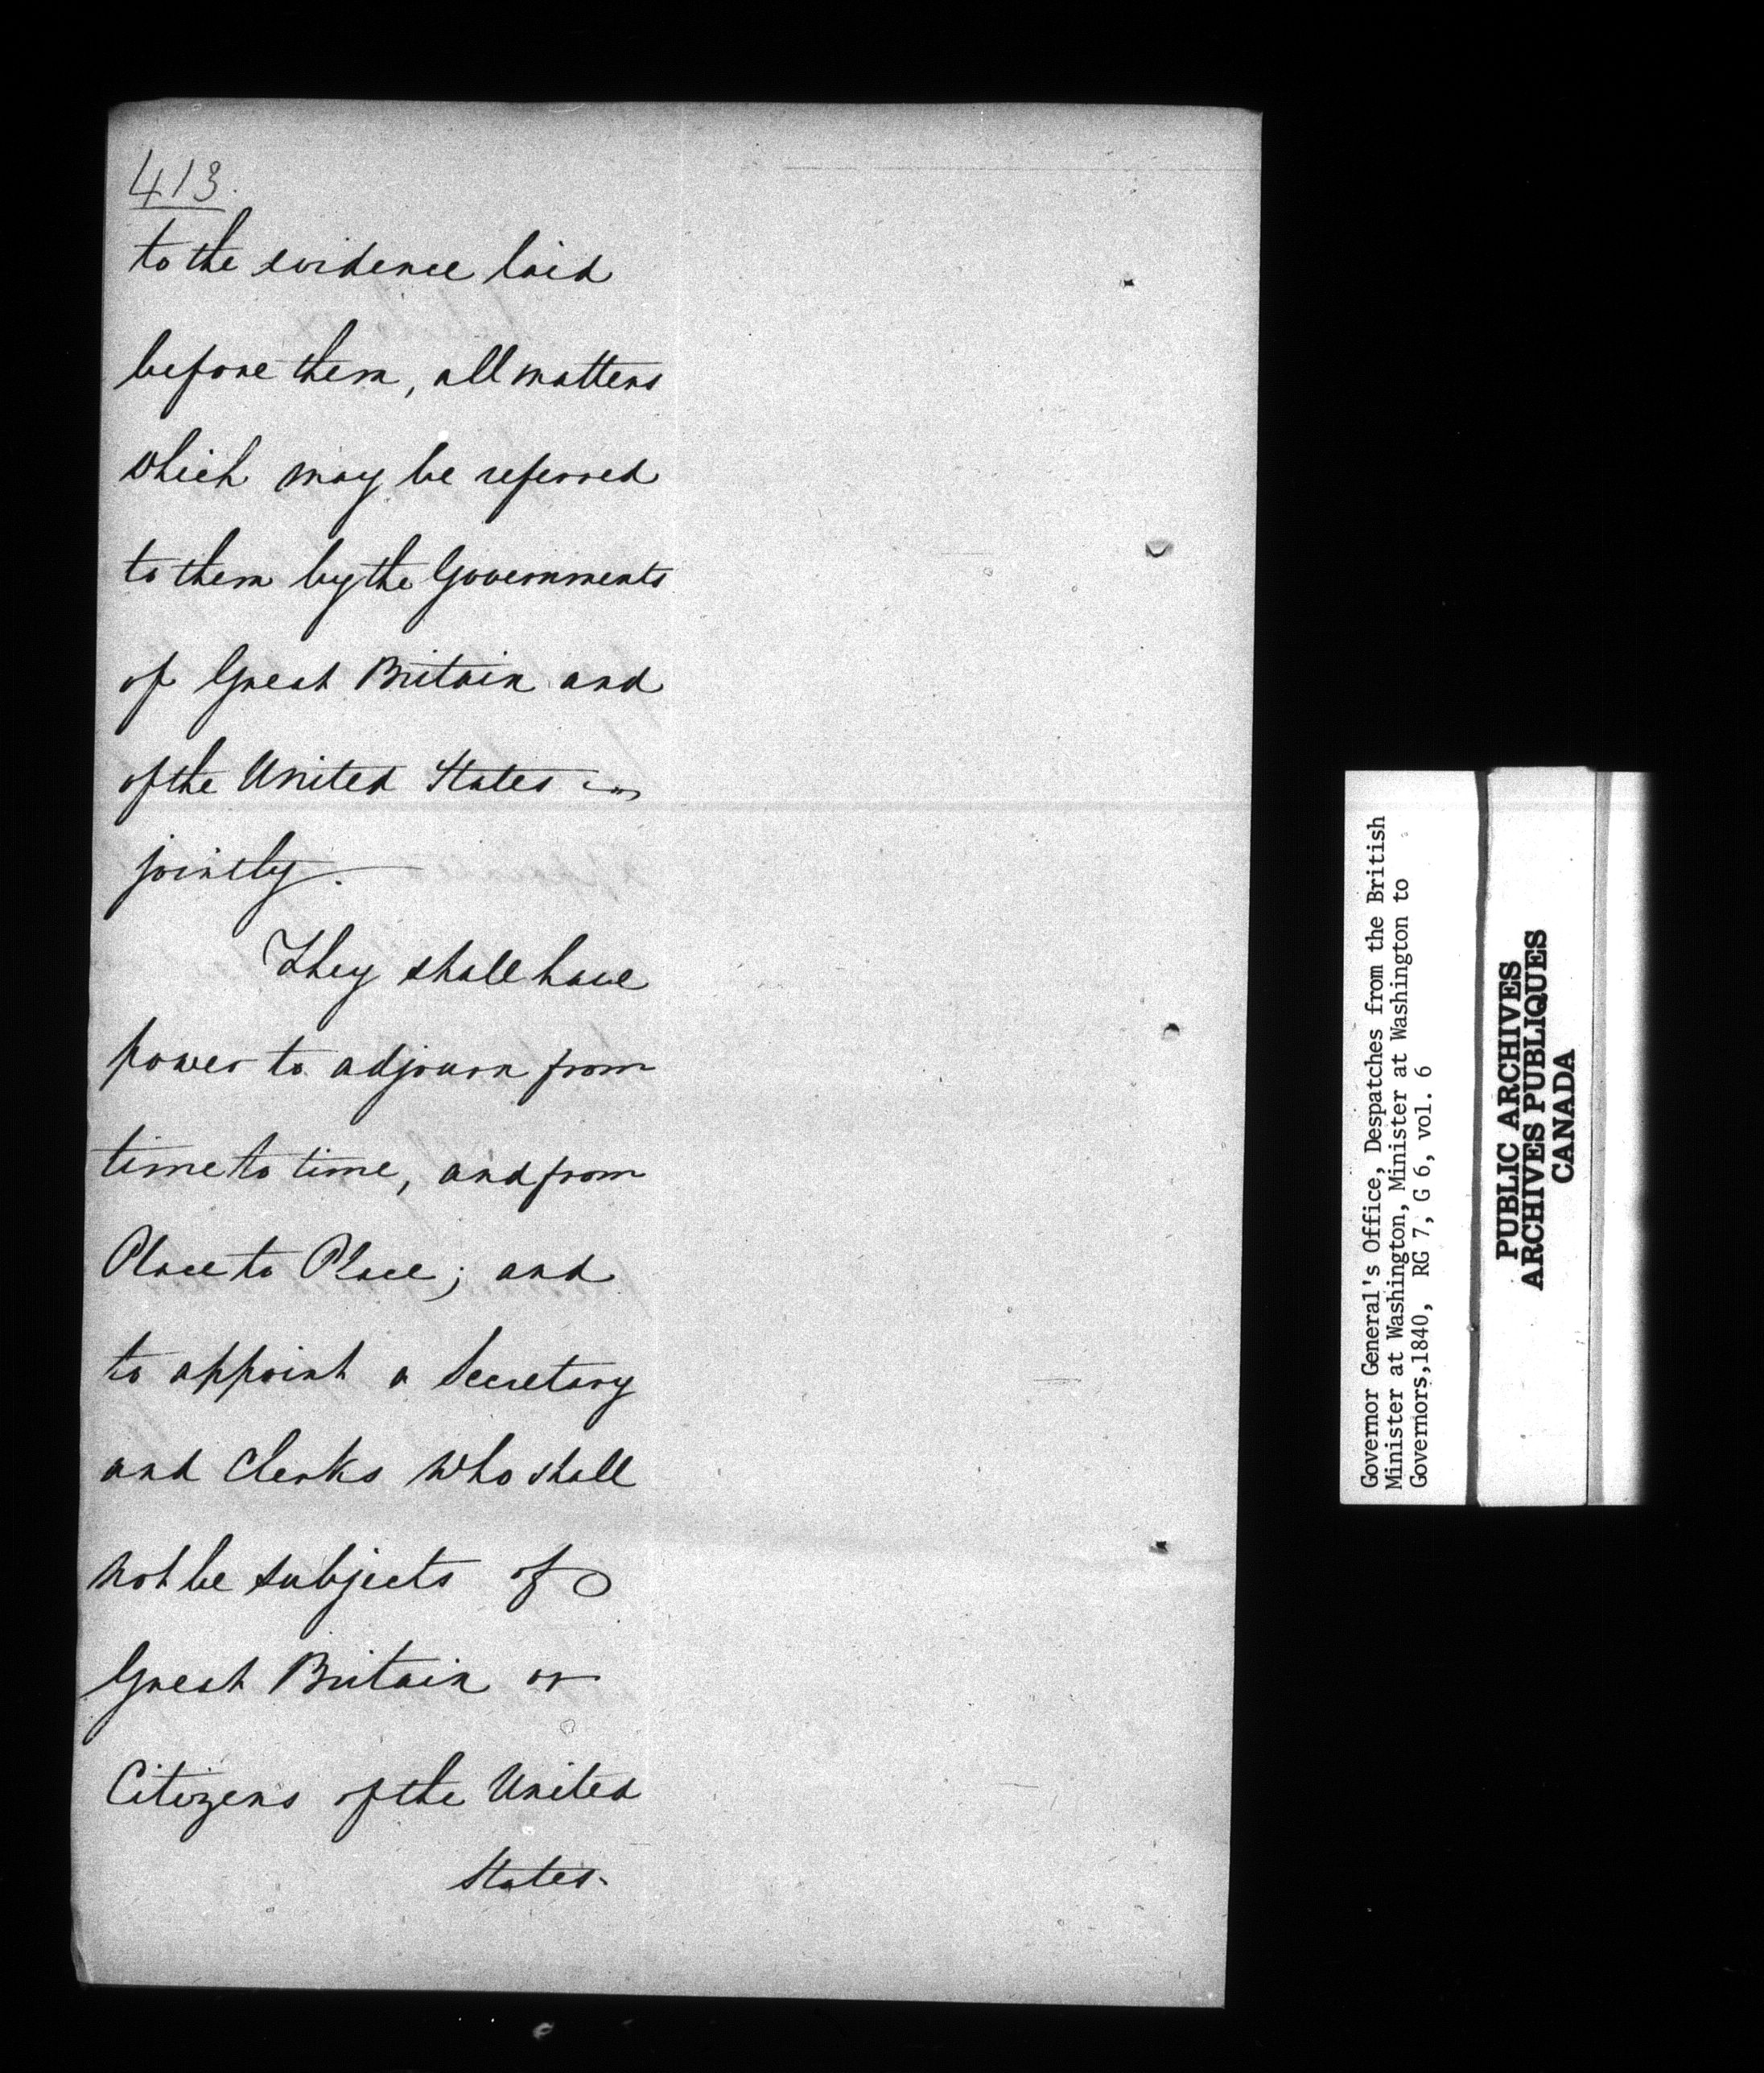 413.
to the evidence laid
before them, all matters
which may be referred
to them by the Governments
of Great Britain and
of the United States
jointly.
They shall have
power to adjourn from
time to time, and from
Place to Place; and
to appoint a Secretary
and Clerks who shall
not be subjects of
Great Britain or
Citizens of the United
States.
Governor General's Office, Despatches from the British
Minister at Washington, Minister at Washington to
Governors,1840, RG 7, G 6, vol. 6
PUBLIC ARCHIVES
ARCHIVES PUBLIQUES
CANADA